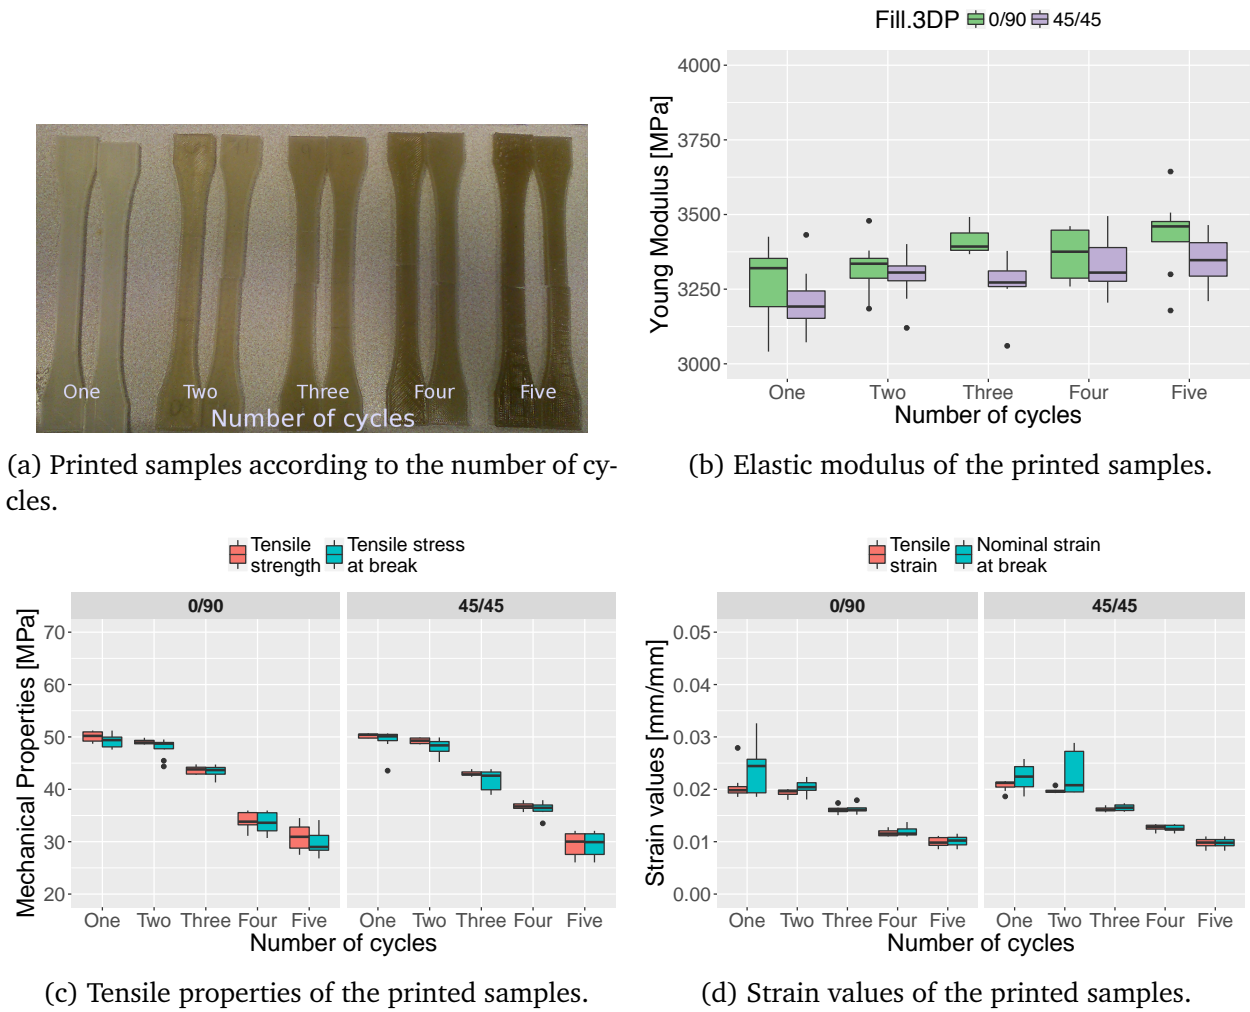 Fill.3DP 0/90 45/45
4000
3750
3500
3250
3000
Young Modulus [MPa]
One Two Three Four Five
Number of cycles
One Two Three Four Five
Number of cycles
(a) Printed samples according to the number of cy-
cles.
(b) Elastic modulus of the printed samples.
Tensile
strength
Tensile stress
at break
0/90 45/45
70
60
50
40
30
20
Mechanical Properties [MPa]
One Two Three Four Five One Two Three Four Five
Number of cycles
(c) Tensile properties of the printed samples.
Tensile
strain
Nominal strain
at break
0/90 45/45
0.05
0.04
0.03
0.02
0.01
0.00
Strain values [mm/mm]
One Two Three Four Five One Two Three Four Five
Number of cycles
(d) Strain values of the printed samples.